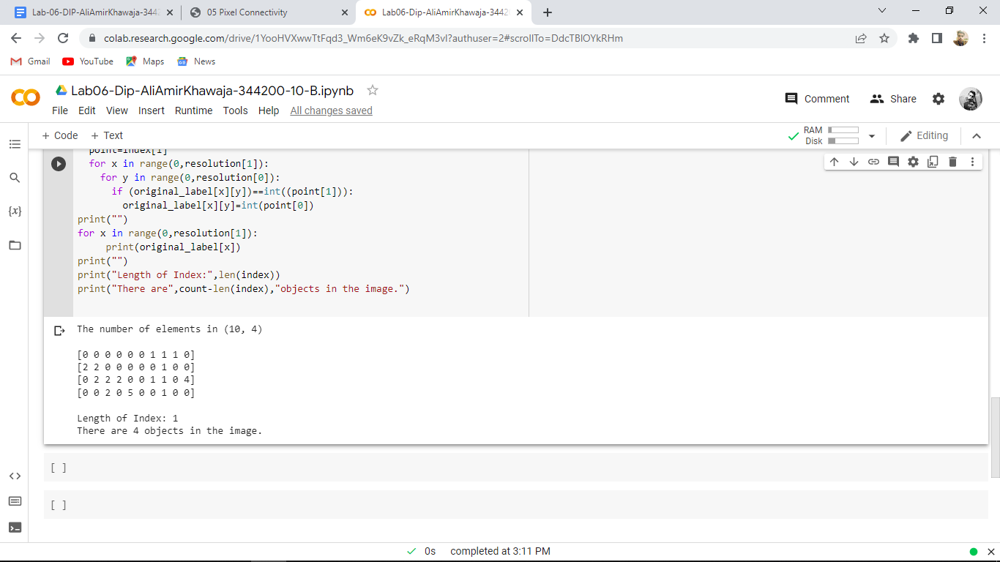 Lab-06-DIP-AliAmirKhawaja-344
05 Pixel Connectivity
Lab06-Dip-AliAmirKhawaja-3442
colab.research.google.com/drive/1YooHVXwwTtFqd3_Wm6eK9vZk_eRqM3vI?authuser=2#scrollTo=DdcTBIOYkRHm
Gmail
YouTube
Maps
News
Lab06-Dip-AliAmirKhawaja-344200-10-B.ipynb
Comment
Share
File Edit View Insert Runtime Tools Help All changes saved
+ Code + Text
RAM
Disk
Editing
point=index[i]
for x in range(0,resolution[1]):
for y in range(0,resolution[0]):
if (original_label[x][y])==int((point[1])):
original_label[x][y]=int(point[0])
print("")
for x in range(0,resolution[1]):
print(original_label[x])
print("")
print("Length of Index:",len(index))
print("There are",count-len(index),"objects in the image.")
The number of elements in (10, 4)
[0 0 0 0 0 0 1 1 1 0]
[2 2 0 0 0 0 0 1 0 0]
[0 2 2 2 0 0 1 1 0 4]
[0 0 2 0 5 0 0 1 0 0]
Length of Index: 1
There are 4 objects in the image.
[ ]
[ ]
{x}
0s completed at 3:11 PM